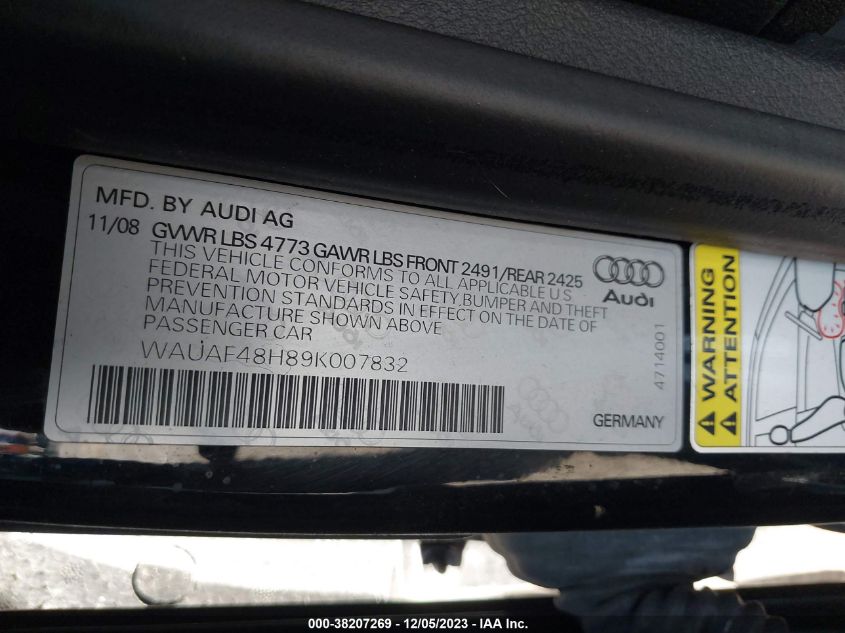 MFD. BY AUDI AG
11/08 GVWR LBS 4773 GAWR LBS FRONT 2491/REAR 2425
THIS VEHICLE CONFORMS TO ALL APPLICABLE U S
FEDERAL MOTOR VEHICLE SAFETY,BUMPER AND THEFT
PREVENTION STANDARDS IN EFFECT ON THE DATE OF
MANUFACTURE SHOWN ABOVE
PASSENGER CAR
WAUAF48H89K007832
Audi
4714001
GERMANY
WARNING
ATTENTION
000-38207269 - 12/05/2023 - IAA Inc.